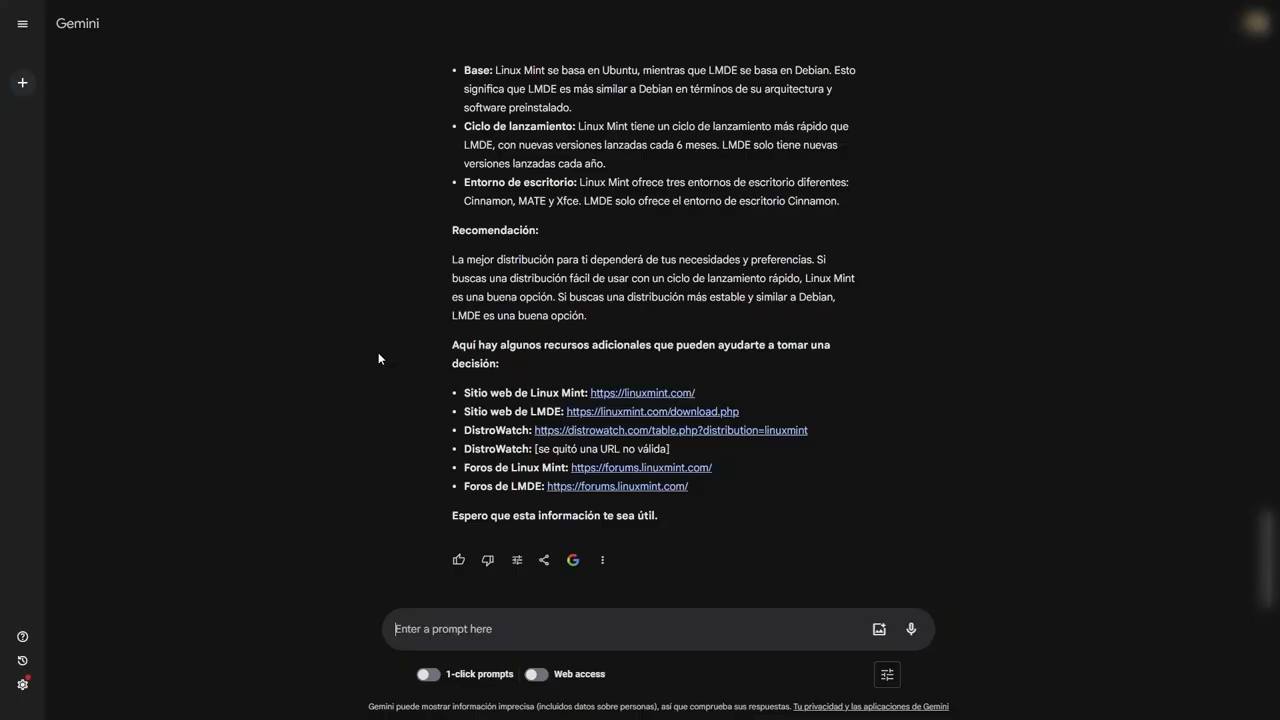 Gemini
• Base: Linux Mint se basa en Ubuntu, mientras que LMDE se basa en Debian. Esto
significa que LMDE es más similar a Debian en términos de su arquitectura y
software preinstalado.
• Ciclo de lanzamiento: Linux Mint tiene un ciclo de lanzamiento más rápido que
LMDE, con nuevas versiones lanzadas cada 6 meses. LMDE solo tiene nuevas
versiones lanzadas cada año.
• Entorno de escritorio: Linux Mint ofrece tres entornos de escritorio diferentes:
Cinnamon, MATE y Xfce. LMDE solo ofrece el entorno de escritorio Cinnamon.
Recomendación:
La mejor distribución para ti dependerá de tus necesidades y preferencias. Si
buscas una distribución fácil de usar con un ciclo de lanzamiento rápido, Linux Mint
es una buena opción. Si buscas una distribución más estable y similar a Debian,
LMDE es una buena opción.
Aquí hay algunos recursos adicionales que pueden ayudarte a tomar una
decisión:
• Sitio web de Linux Mint: https://linuxmint.com/
• Sitio web de LMDE: https://linuxmint.com/download.php
• DistroWatch: https://distrowatch.com/table.php?distribution=linuxmint
• DistroWatch: [se quitó una URL no válida]
• Foros de Linux Mint: https://forums.linuxmint.com/
• Foros de LMDE: https://forums.linuxmint.com/
Espero que esta información te sea útil.
Enter a prompt here
1-click prompts Web access
Gemini puede mostrar información imprecisa (incluidos datos sobre personas), así que comprueba sus respuestas. Tu privacidad y las aplicaciones de Gemini